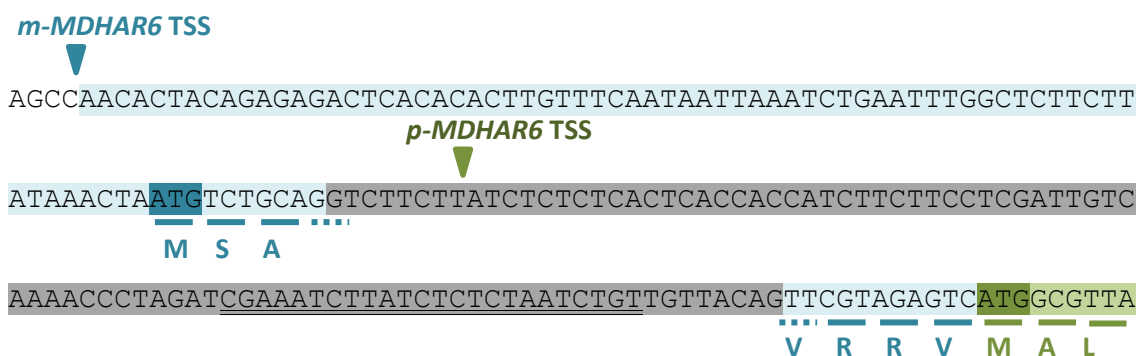 m-MDHAR6 TSS
AGCCAACACTACAGAGAGACTCACACACTTGTTTCAATAATTAAATCTGAATTTGGCTCTTCTT
p-MDHAR6 TSS
ATAAACTAATGTCTGCAGGTCTTCTTATCTCTCTCACTCACCACCATCTTCTTCCTCGATTGTC
M S A
AAAACCCTAGATCGAAATCTTATCTCTCTAATCTGTTGTTACAGTTCGTAGAGTCATGGCGTTA
V R R V M A L